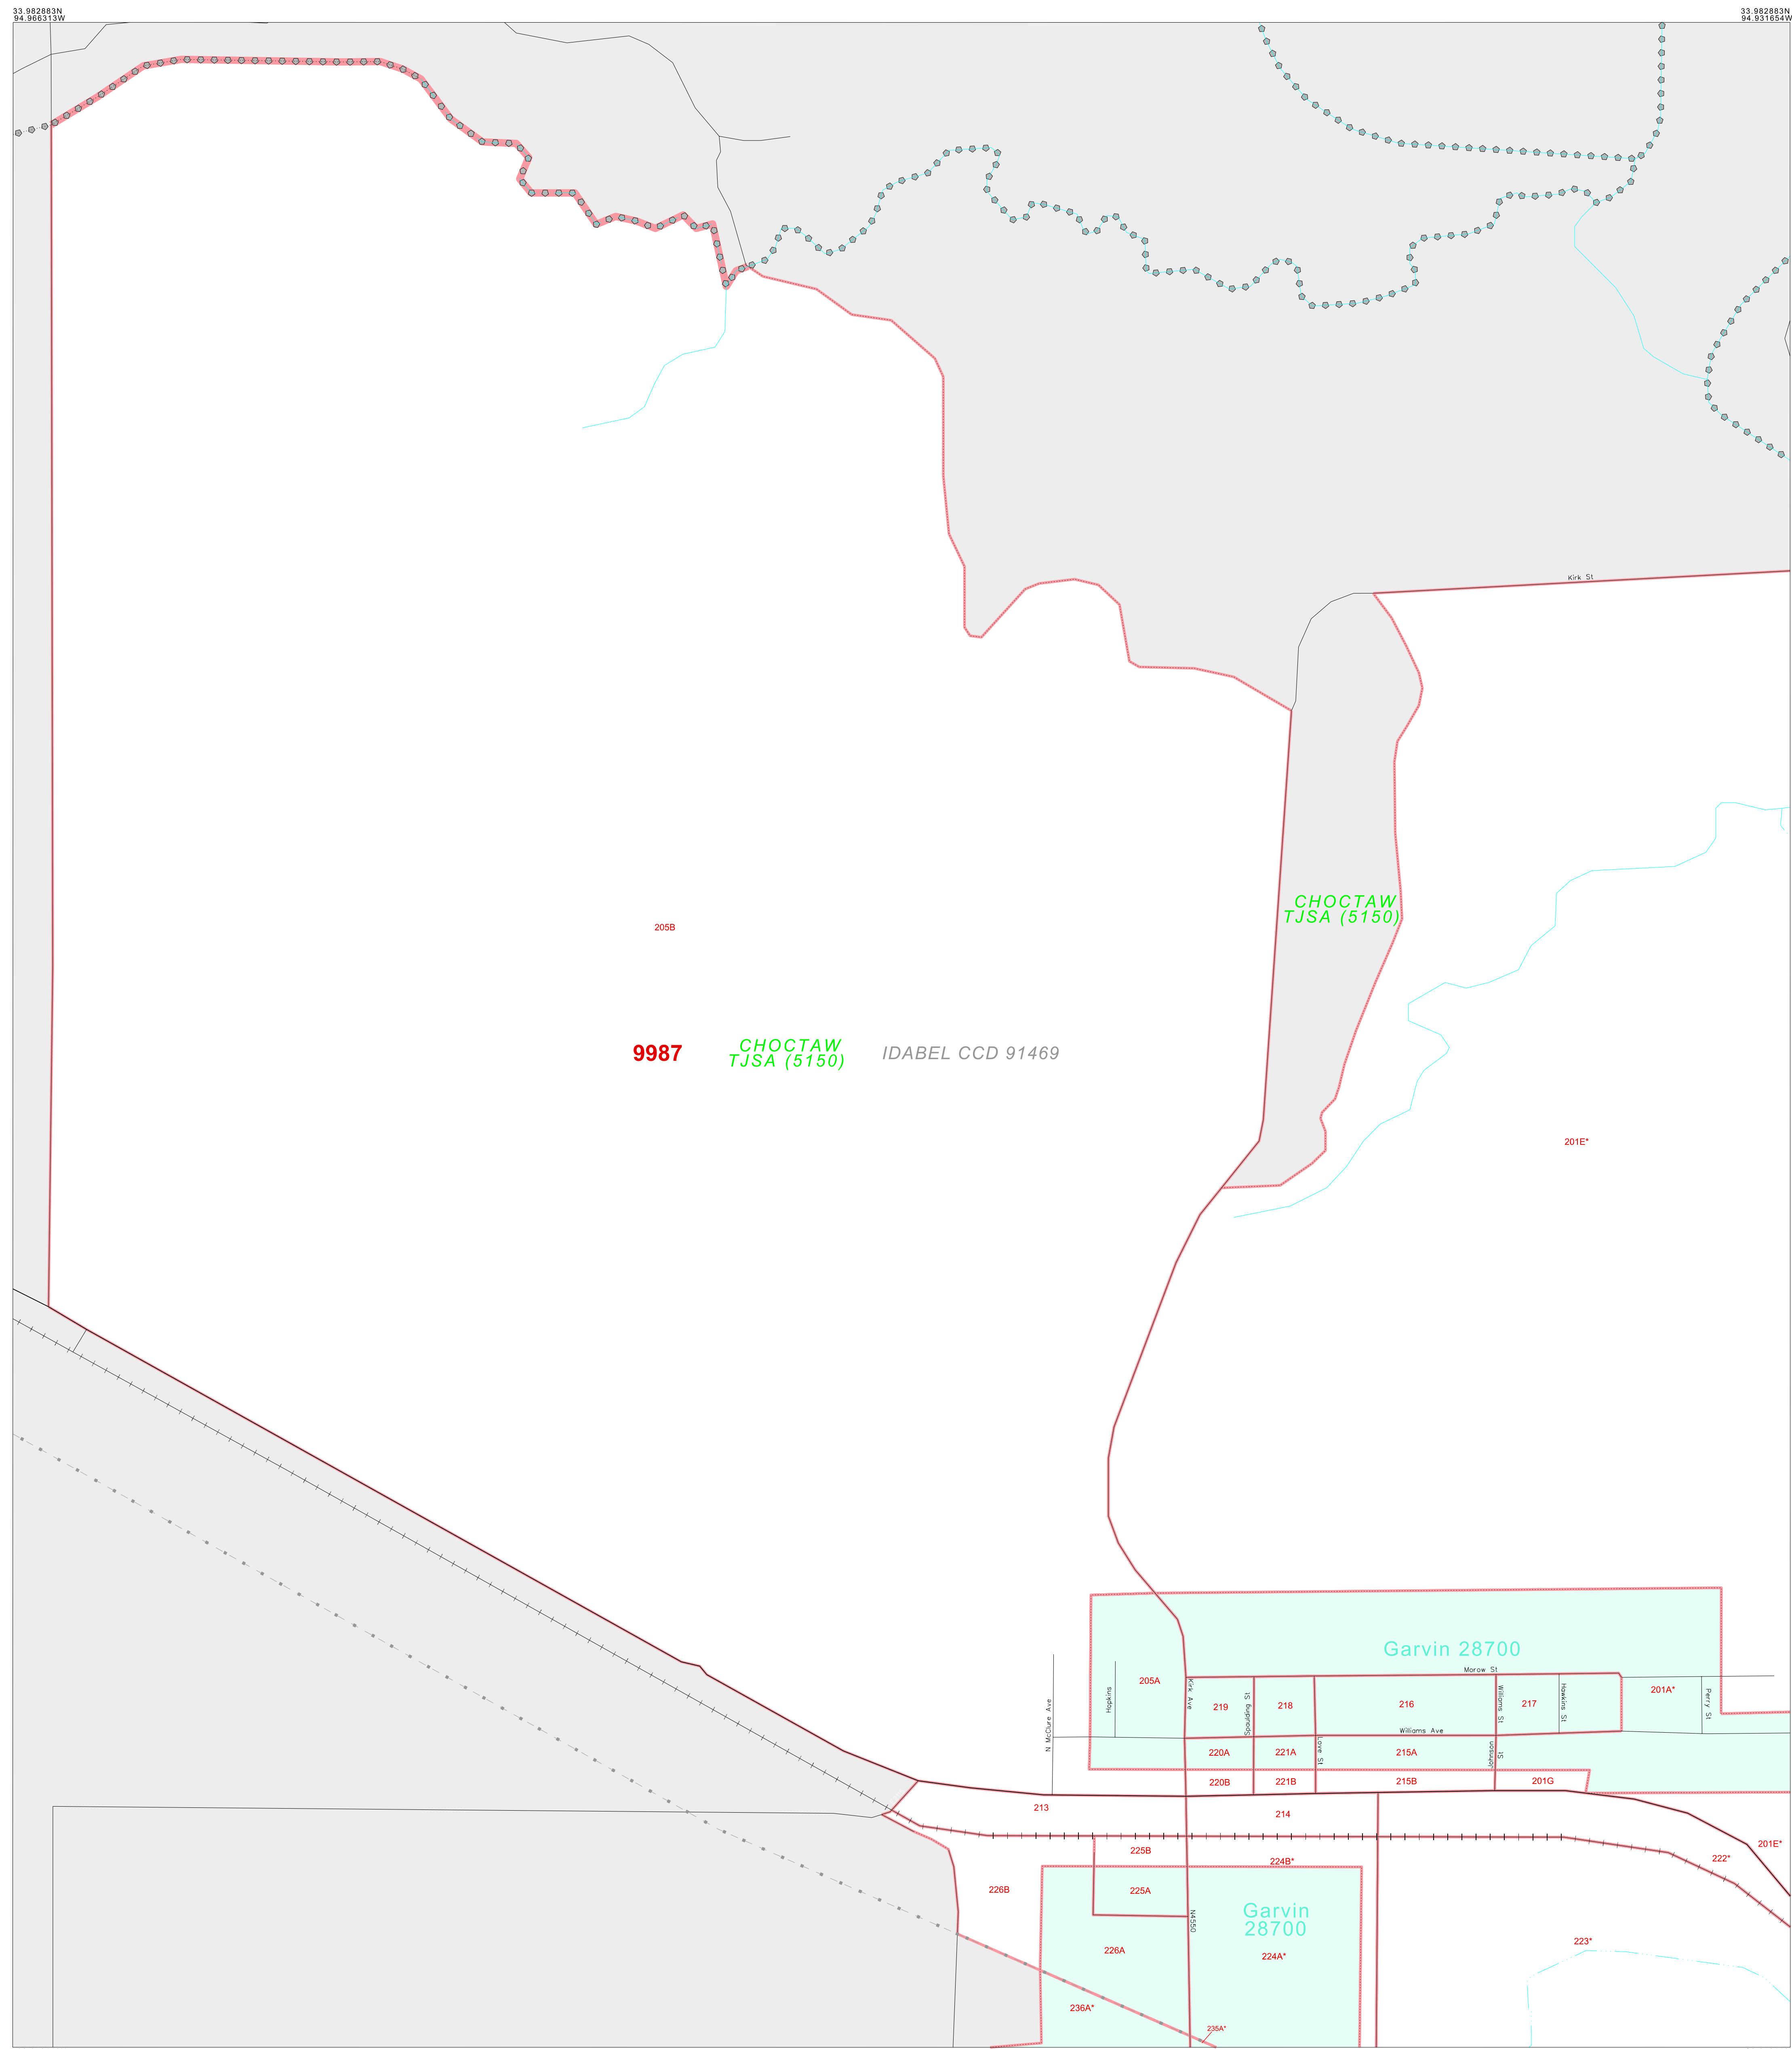 33.982883N
94.966313W
33.982883N
94.931654W
Kirk St
CHOCTAW
TJSA (5150)
205B
9987
CHOCTAW
TJSA (5150)
IDABEL CCD 91469
201E*
Garvin 28700
Morow St
205A
Hopkins
N McClure Ave
Kirk Ave
219
Spaulding St
218
216
Williams St
217
Hawkins St
201A*
Perry St
Williams Ave
220A
221A
Love St
215A
Johnson
St
220B
221B
215B
201G
213
214
201E*
225B
224B*
222*
226B
225A
Garvin
28700
N4550
226A
224A*
223*
236A*
235A*